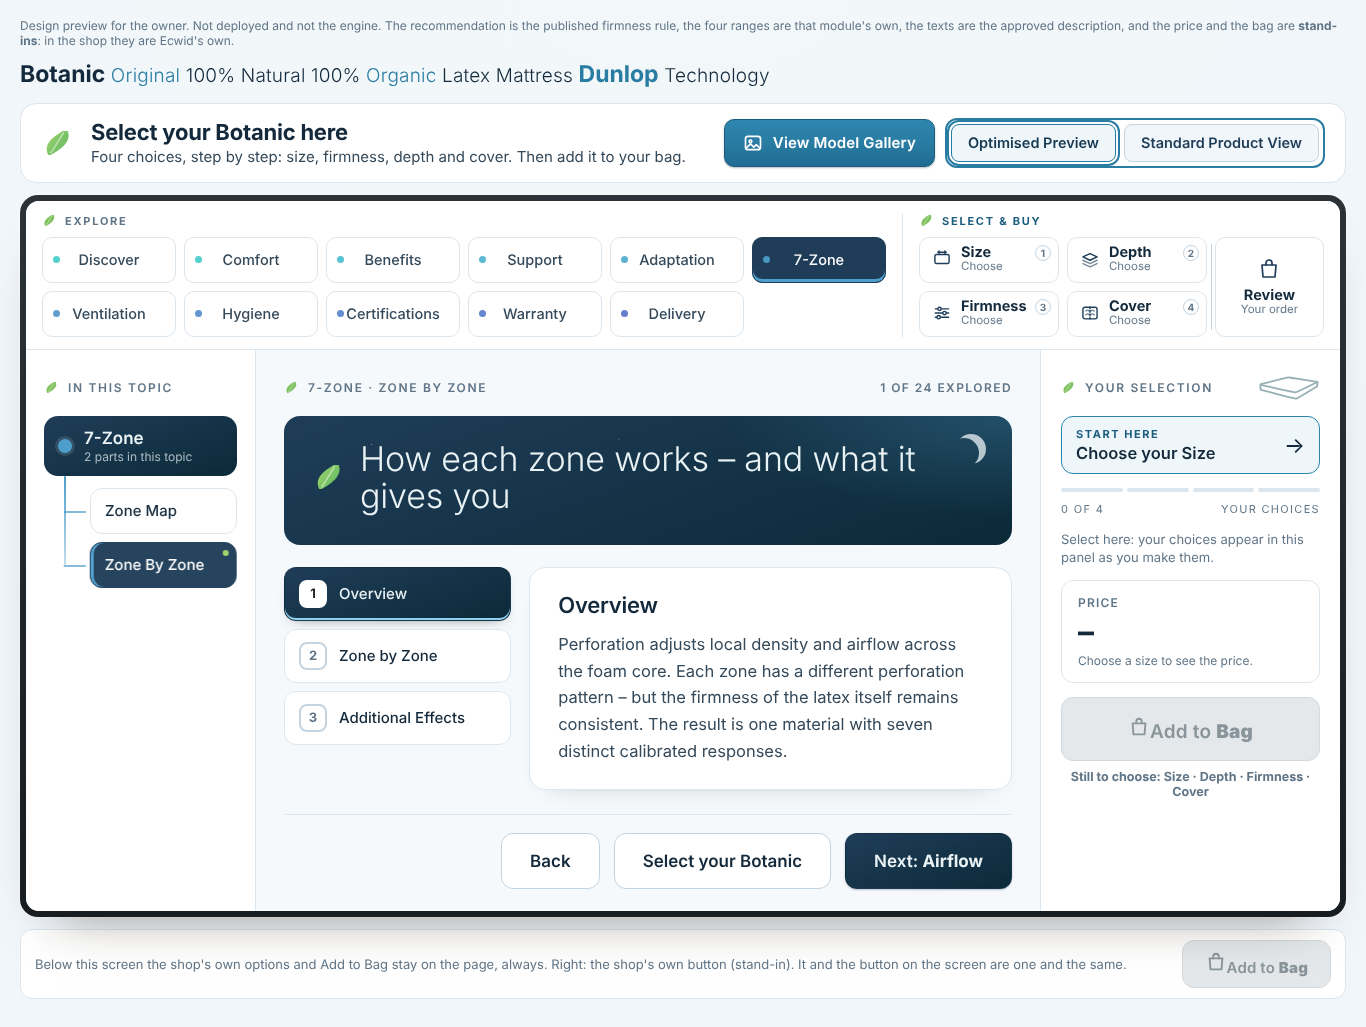 Design preview for the owner. Not deployed and not the engine. The recommendation is the published firmness rule, the four ranges are that module's own, the texts are the approved description, and the price and the bag are stand-
ins: in the shop they are Ecwid's own.
Botanic Original 100% Natural 100% Organic Latex Mattress Dunlop Technology
Select your Botanic here
Four choices, step by step: size, firmness, depth and cover. Then add it to your bag.
View Model Gallery
Optimised Preview
Standard Product View
EXPLORE
Discover
Comfort
Benefits
Support
Adaptation
7-Zone
Ventilation
Hygiene
Certifications
Warranty
Delivery
SELECT & BUY
Size
Choose
1
Depth
Choose
2
Firmness
Choose
3
Cover
Choose
4
Review
Your order
IN THIS TOPIC
7-Zone
2 parts in this topic
Zone Map
Zone By Zone
7-ZONE · ZONE BY ZONE
1 OF 24 EXPLORED
How each zone works – and what it
gives you
1 Overview
2 Zone by Zone
3 Additional Effects
Overview
Perforation adjusts local density and airflow across
the foam core. Each zone has a different perforation
pattern – but the firmness of the latex itself remains
consistent. The result is one material with seven
distinct calibrated responses.
Back
Select your Botanic
Next: Airflow
YOUR SELECTION
START HERE
Choose your Size
0 OF 4
YOUR CHOICES
Select here: your choices appear in this
panel as you make them.
PRICE
–
Choose a size to see the price.
Add to Bag
Still to choose: Size · Depth · Firmness ·
Cover
Below this screen the shop's own options and Add to Bag stay on the page, always. Right: the shop's own button (stand-in). It and the button on the screen are one and the same.
Add to Bag